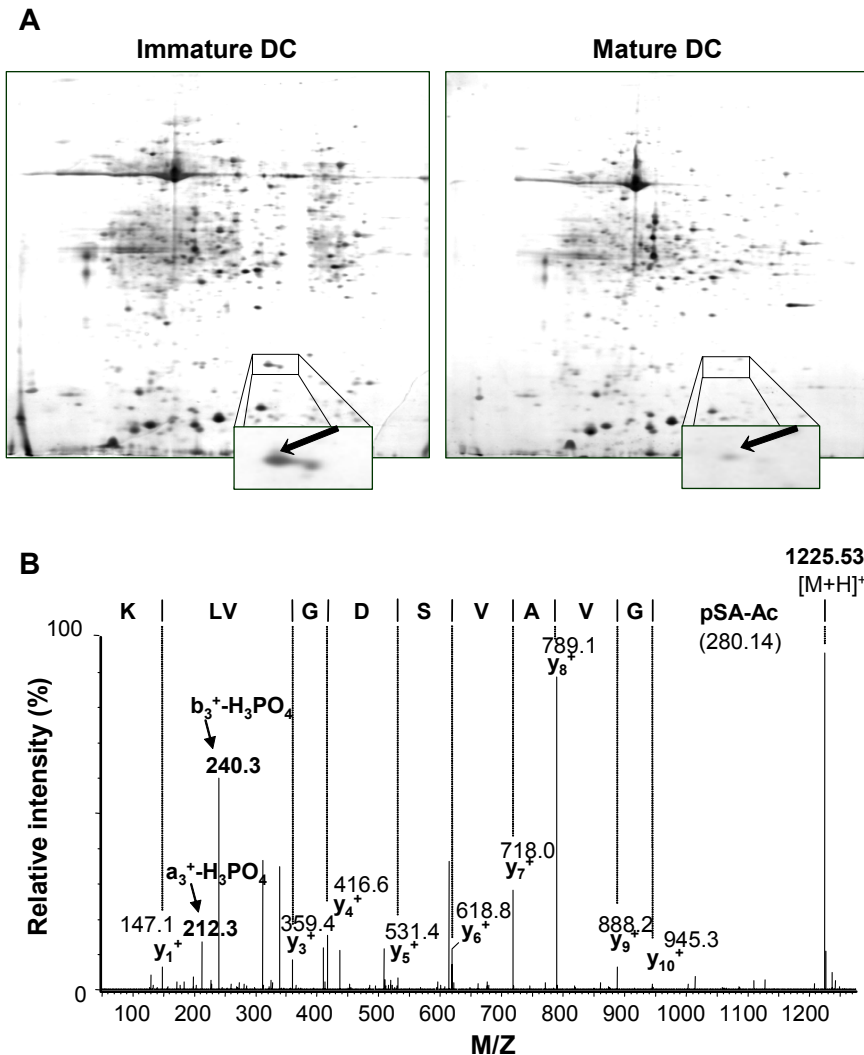 A
Immature DC
Mature DC
B
1225.53
[M+H]⁺
K | LV | G | D | S | V | A | V | G | pSA-Ac
(280.14)
100
789.1
y₈⁺
b₃⁺-H₃PO₄
240.3
a₃⁺-H₃PO₄
212.3
147.1
y₁⁺
359.4
y₃⁺
416.6
y₄⁺
531.4
y₅⁺
618.8
y₆⁺
718.0
y₇⁺
888.2
y₉⁺
945.3
y₁₀⁺
0
Relative intensity (%)
100 200 300 400 500 600 700 800 900 1000 1100 1200
M/Z